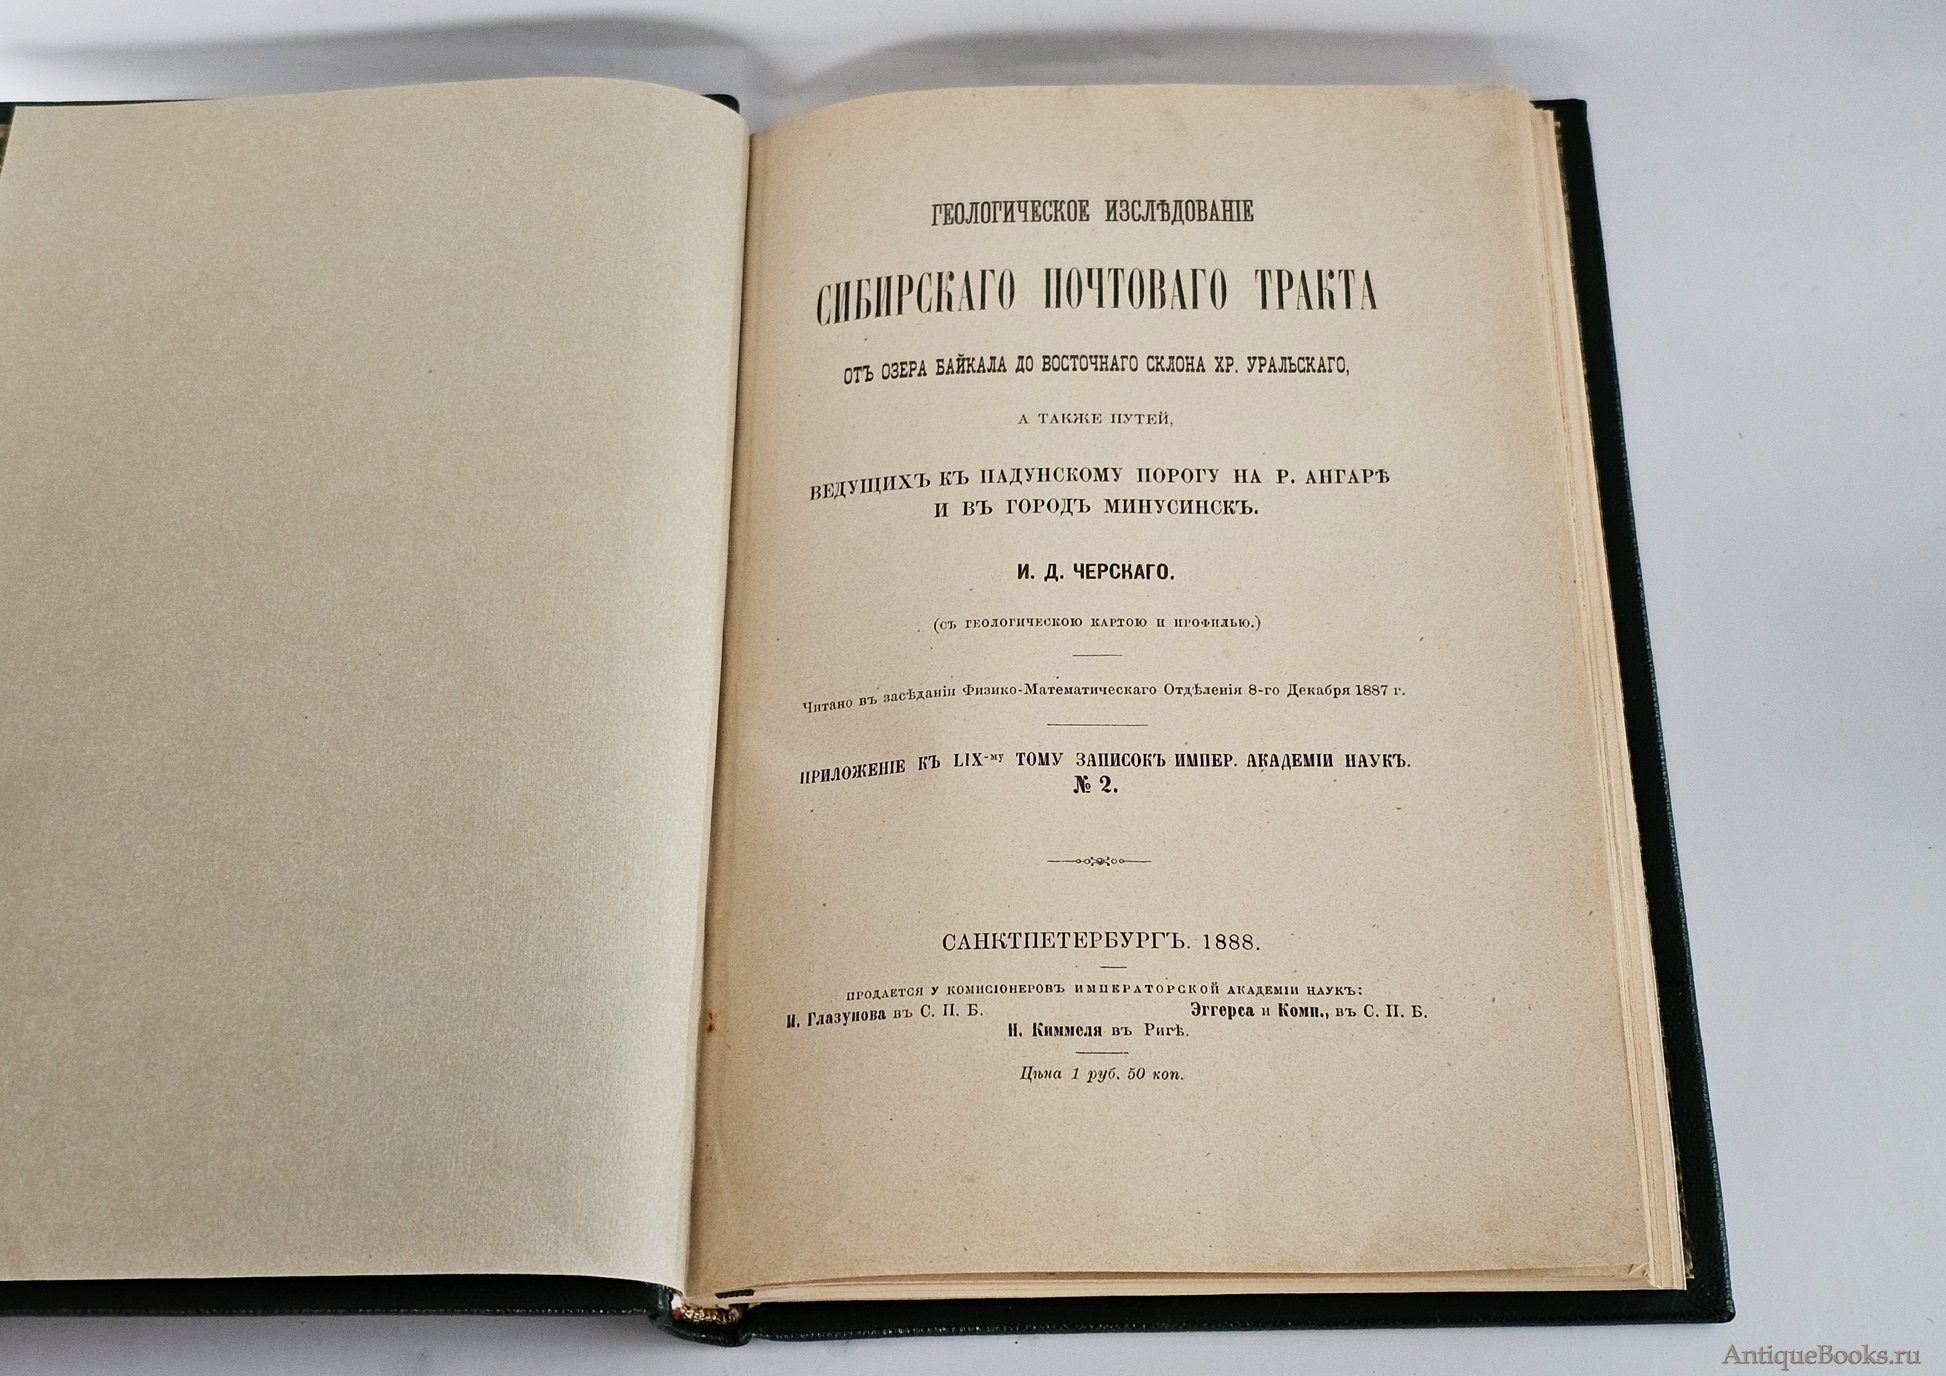 ГЕОЛОГИЧЕСКОЕ ИЗСЛѢДОВАНІЕ
СИБИРСКАГО ПОЧТОВАГО ТРАКТА
ОТЪ ОЗЕРА БАЙКАЛА ДО ВОСТОЧНАГО СКЛОНА ХР. УРАЛЬСКАГО,
А ТАКЖЕ ПУТЕЙ,
ВЕДУЩИХЪ КЪ ПАДУНСКОМУ ПОРОГУ НА Р. АНГАРѢ
И ВЪ ГОРОДЪ МИНУСИНСКЪ.
И. Д. ЧЕРСКАГО.
(СЪ ГЕОЛОГИЧЕСКОЮ КАРТОЮ И ПРОФИЛЬЮ.)
Читано въ засѣданіи Физико-Математическаго Отдѣленія 8-го Декабря 1887 г.
ПРИЛОЖЕНІЕ КЪ LIX-му ТОМУ ЗАПИСОКЪ ИМПЕР. АКАДЕМІИ НАУКЪ.
№ 2.
САНКТПЕТЕРБУРГЪ. 1888.
ПРОДАЕТСЯ У КОМИСІОНЕРОВЪ ИМПЕРАТОРСКОЙ АКАДЕМІИ НАУКЪ:
И. Глазунова въ С. П. Б. Эггерса и Комп., въ С. П. Б.
Н. Киммеля въ Ригѣ.
Цѣна 1 руб. 50 коп.
AntiqueBooks.ru